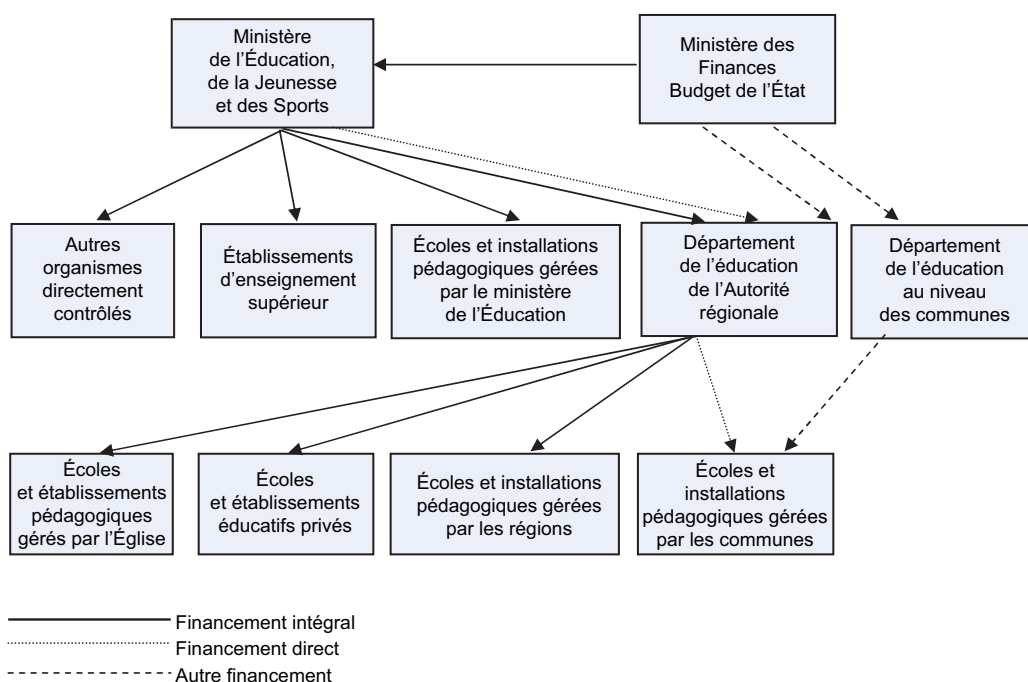 Ministère
de l’Éducation,
de la Jeunesse
et des Sports
Ministère des
Finances
Budget de l’État
Autres
organismes
directement
contrôlés
Établissements
d’enseignement
supérieur
Écoles et installations
pédagogiques gérées
par le ministère
de l’Éducation
Département
de l’éducation
de l’Autorité
régionale
Département
de l’éducation
au niveau
des communes
Écoles
et établissements
pédagogiques
gérés par l’Église
Écoles
et établissements
éducatifs privés
Écoles et installations
pédagogiques gérées
par les régions
Écoles et
installations
pédagogiques gérées
par les communes
Financement intégral
Financement direct
Autre financement